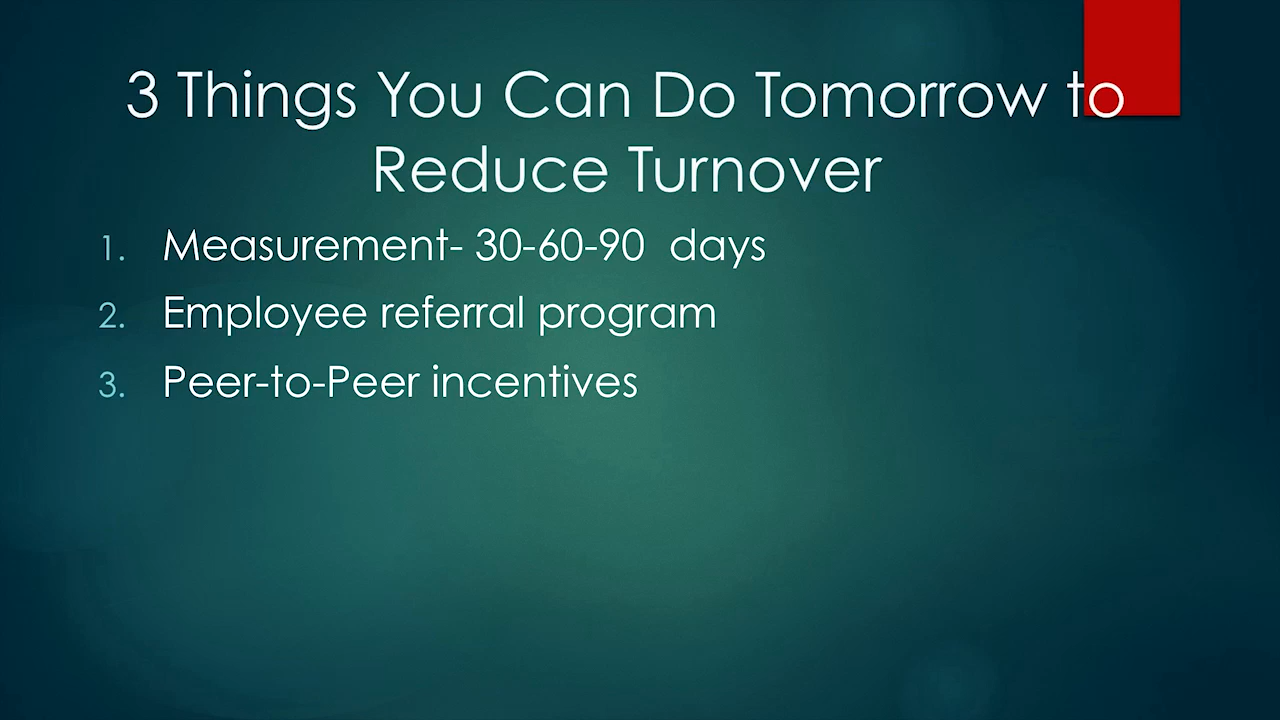 3 Things You Can Do Tomorrow to
Reduce Turnover
1. Measurement- 30-60-90  days
2. Employee referral program
3. Peer-to-Peer incentives